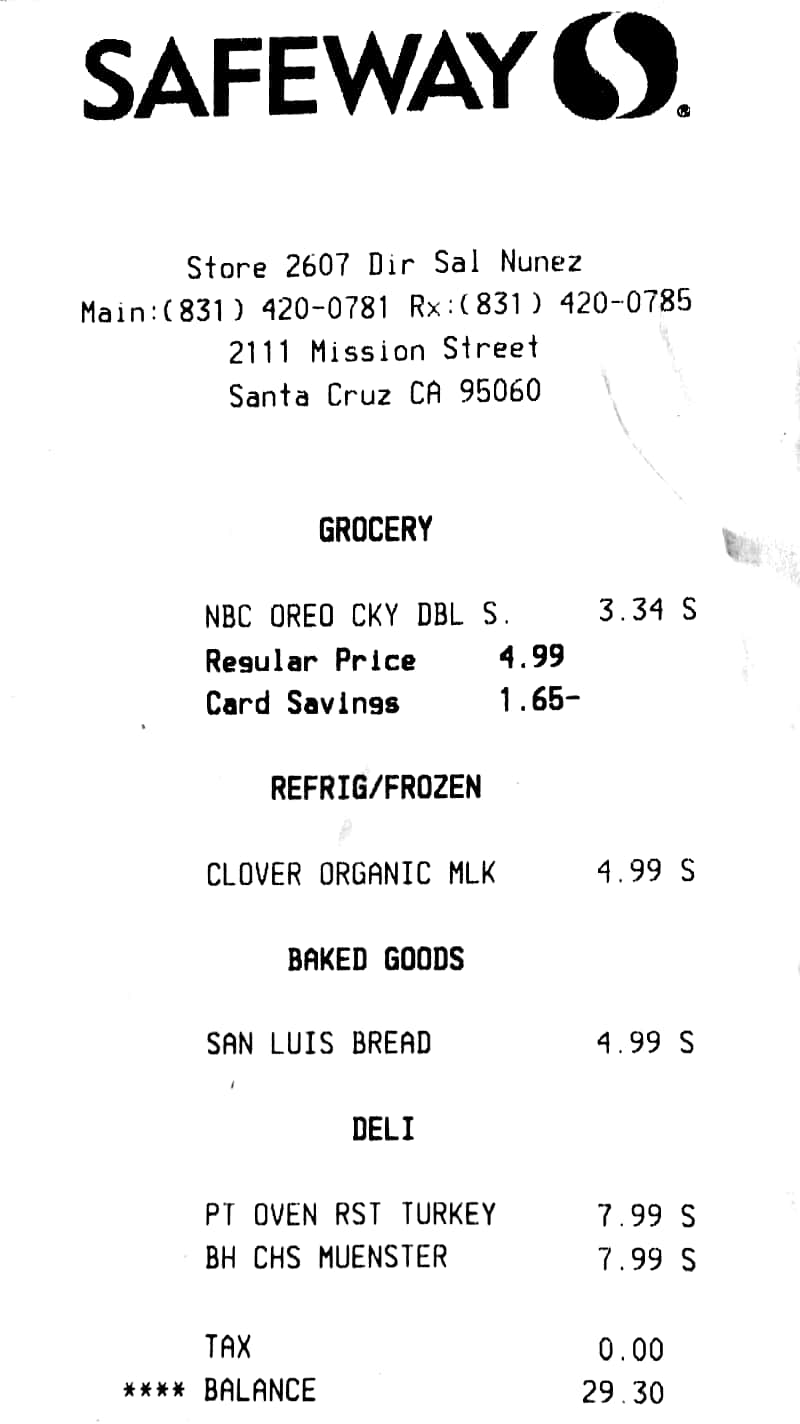 SAFEWAY
Store 2607 Dir Sal Nunez
Main:(831) 420-0781 Rx:(831) 420-0785
2111 Mission Street
Santa Cruz CA 95060
GROCERY
NBC OREO CKY DBL S. 3.34 S
Regular Price 4.99
Card Savings 1.65-
REFRIG/FROZEN
CLOVER ORGANIC MLK 4.99 S
BAKED GOODS
SAN LUIS BREAD 4.99 S
DELI
PT OVEN RST TURKEY 7.99 S
BH CHS MUENSTER 7.99 S
TAX 0.00
**** BALANCE 29.30